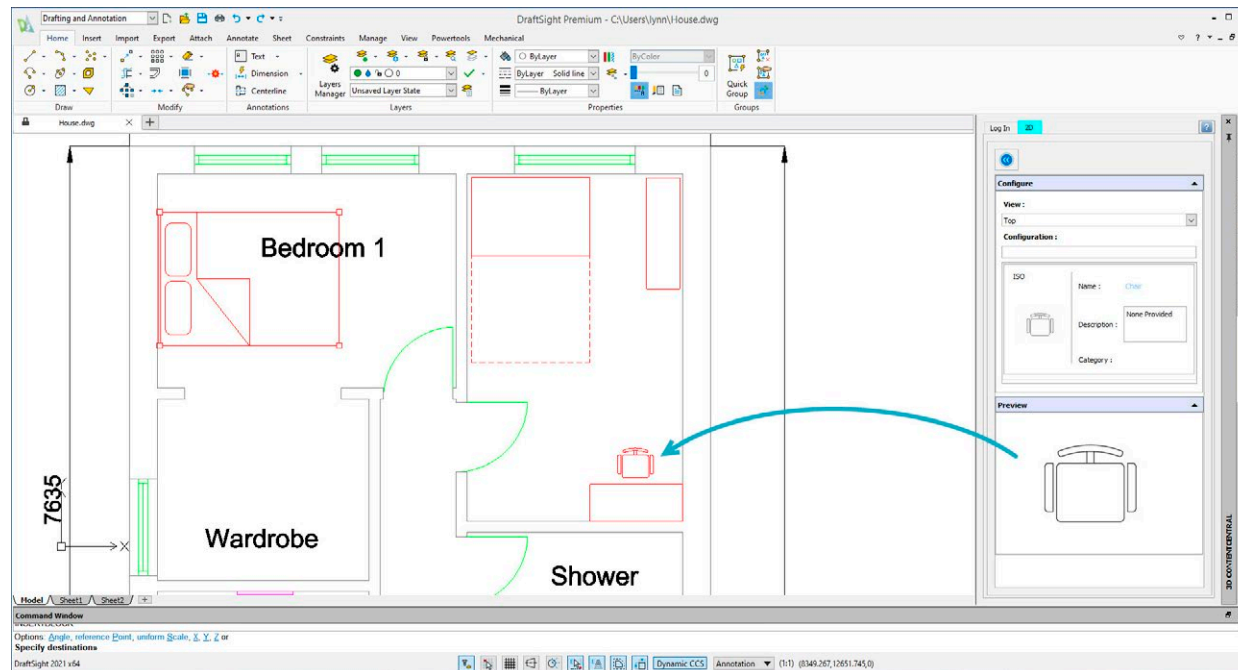 Drafting and Annotation
DraftSight Premium - C:\Users\lynn\House.dwg
Home Insert Import Export Attach Annotate Sheet Constraints Manage View Powertools Mechanical
Text
Dimension
Centerline
Layers Manager
0
Unsaved Layer State
ByLayer
ByLayer Solid line
ByLayer
ByColor
0
Quick Group
Draw Modify Annotations Layers Properties Groups
House.dwg
Log In 2D
Configure
View :
Top
Configuration :
ISO
Name : Chair
Description : None Provided
Category :
Preview
3D CONTENTCENTRAL
Bedroom 1
7635
X
Wardrobe
Shower
Model Sheet1 Sheet2
Command Window
Options: Angle, reference Point, uniform Scale, X, Y, Z or
Specify destinations
DraftSight 2021 x64
Dynamic CCS Annotation (1:1) (8349.267,12651.745,0)